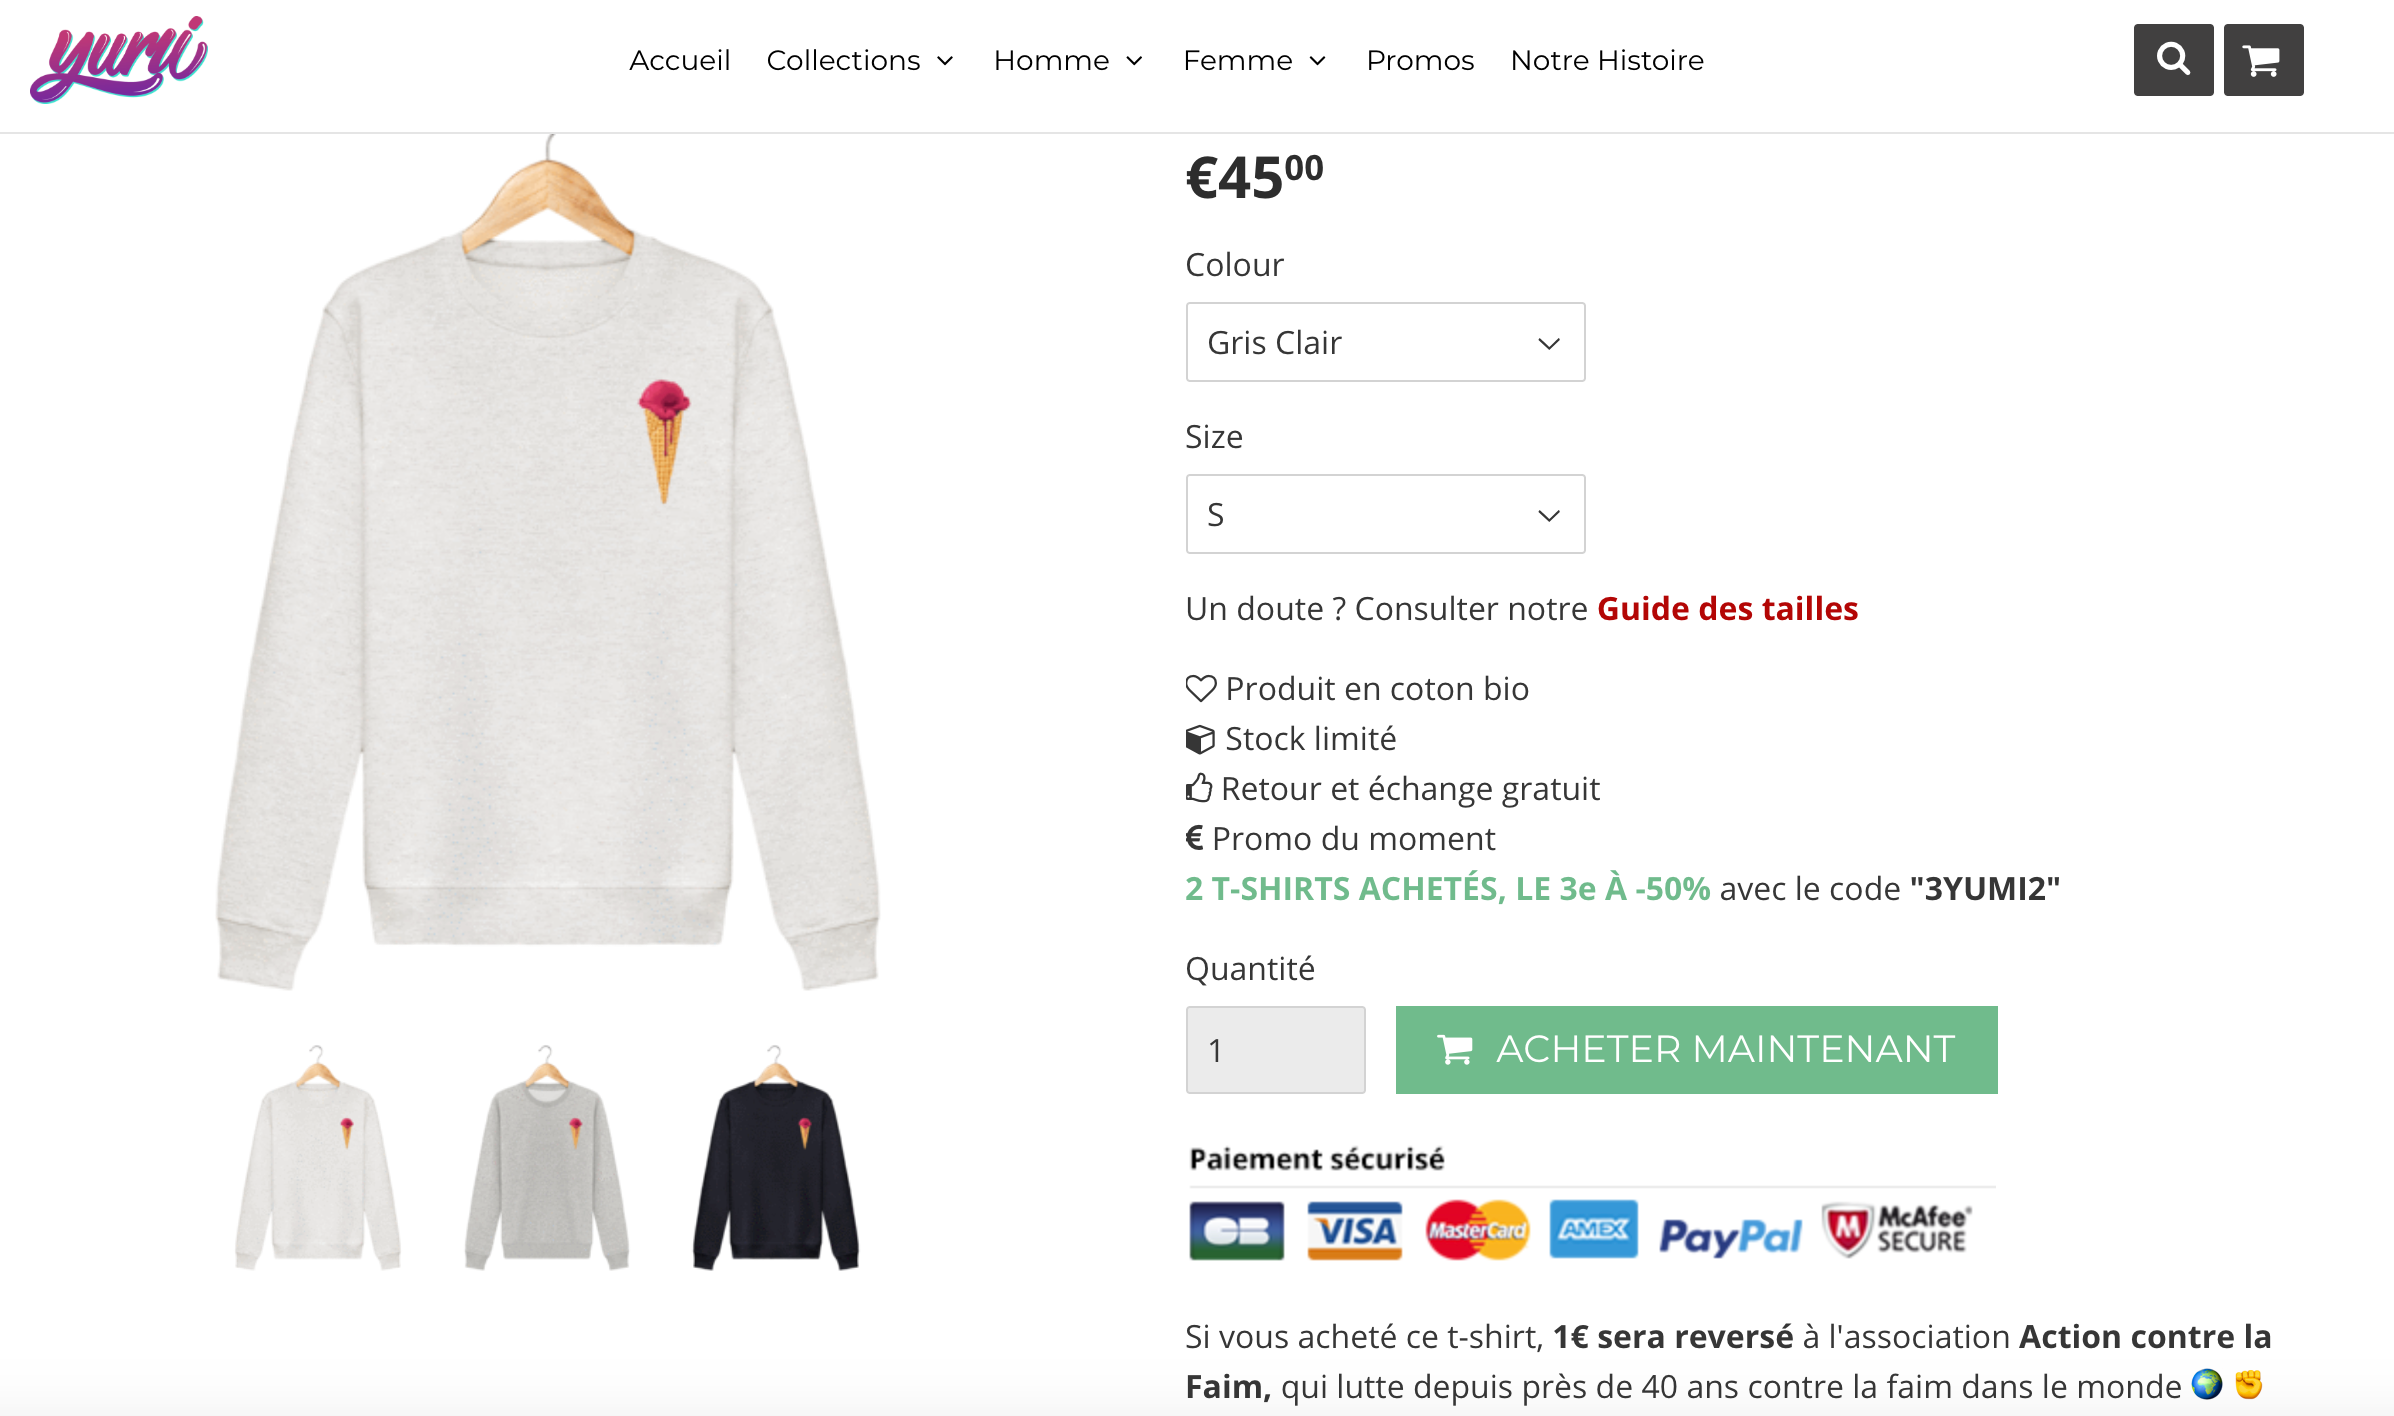 yumi
Accueil Collections Homme Femme Promos Notre Histoire
€45⁰⁰
Colour
Gris Clair
Size
S
Un doute ? Consulter notre Guide des tailles
Produit en coton bio
Stock limité
Retour et échange gratuit
€ Promo du moment
2 T-SHIRTS ACHETÉS, LE 3e À -50% avec le code "3YUMI2"
Quantité
1 ACHETER MAINTENANT
Paiement sécurisé
CB VISA MasterCard AMEX PayPal M McAfee® SECURE
Si vous acheté ce t-shirt, 1€ sera reversé à l'association Action contre la
Faim, qui lutte depuis près de 40 ans contre la faim dans le monde 🌍 ✊